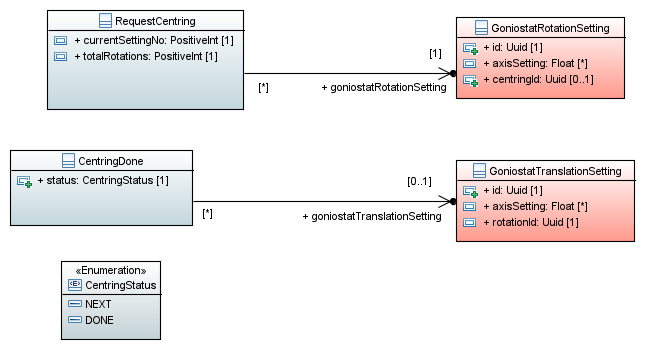 RequestCentring
+ currentSettingNo: PositiveInt [1]
+ totalRotations: PositiveInt [1]
[1]
[*]
+ goniostatRotationSetting
GoniostatRotationSetting
+ id: Uuid [1]
+ axisSetting: Float [*]
+ centringId: Uuid [0..1]
CentringDone
+ status: CentringStatus [1]
[0..1]
[*]
+ goniostatTranslationSetting
GoniostatTranslationSetting
+ id: Uuid [1]
+ axisSetting: Float [*]
+ rotationId: Uuid [1]
«Enumeration»
<E> CentringStatus
NEXT
DONE